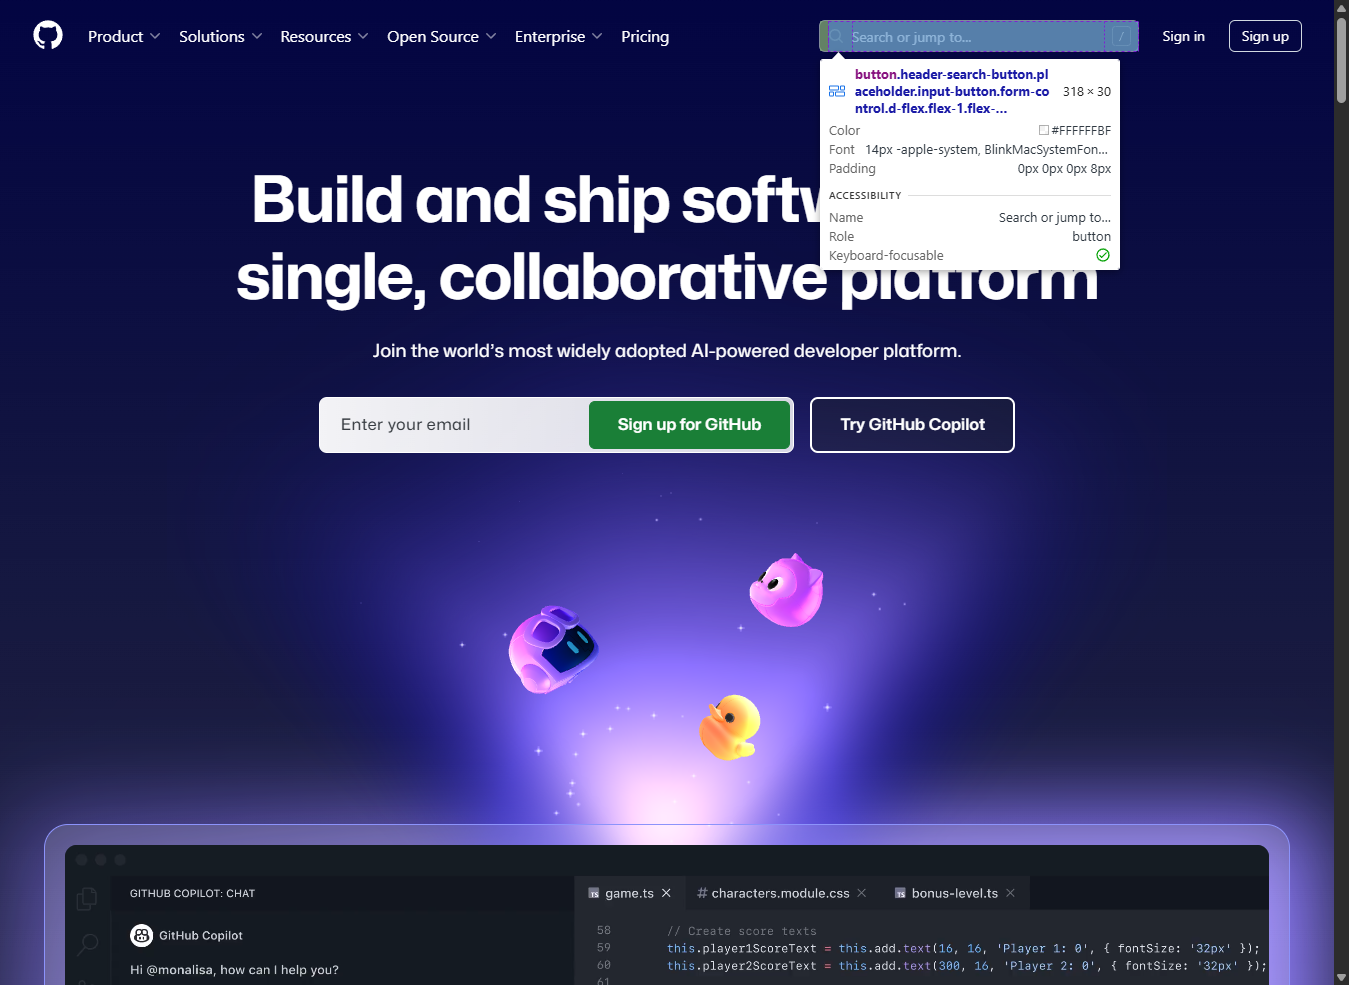 Product
Solutions
Resources
Open Source
Enterprise
Pricing
Search or jump to...
/
Sign in
Sign up
button.header-search-button.pl
aceholder.input-button.form-co
ntrol.d-flex.flex-1.flex-...
318 × 30
Color #FFFFFFBF
Font 14px -apple-system, BlinkMacSystemFon...
Padding 0px 0px 0px 8px
ACCESSIBILITY
Name Search or jump to...
Role button
Keyboard-focusable
Build and ship
single, collaborative platform
Join the world's most widely adopted AI-powered developer platform.
Enter your email
Sign up for GitHub
Try GitHub Copilot
GITHUB COPILOT: CHAT
GitHub Copilot
Hi @monalisa, how can I help you?
TS game.ts
# characters.module.css
TS bonus-level.ts
58 // Create score texts
59 this.player1ScoreText = this.add.text(16, 16, 'Player 1: 0', { fontSize: '32px' });
60 this.player2ScoreText = this.add.text(300, 16, 'Player 2: 0', { fontSize: '32px' });
61